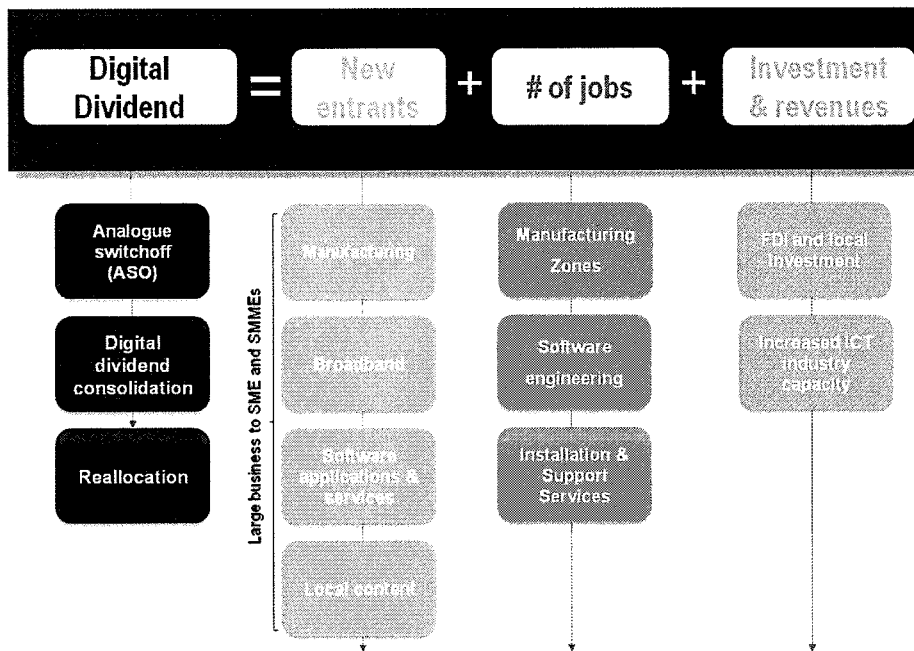 Digital
Dividend
=
New
entrants
+
# of jobs
+
Investment
& revenues
Analogue
switchoff
(ASO)
Digital
dividend
consolidation
Reallocation
Large business to SME and SMMEs
Manufacturing
Broadband
Software
applications &
services
Local content
Manufacturing
Zones
Software
engineering
Installation &
Support
Services
FDI and local
Investment
Increased ICT
industry
capacity